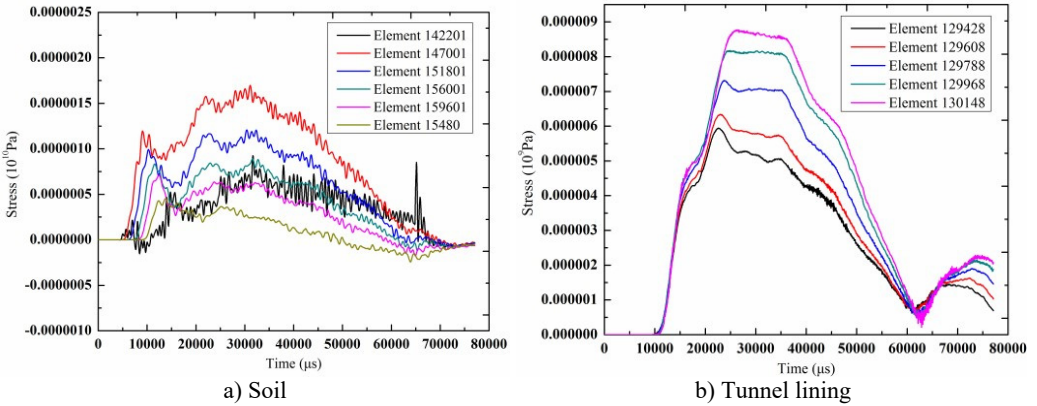 0.0000025
0.0000020
0.0000015
0.0000010
0.0000005
0.0000000
-0.0000005
-0.0000010
Stress (10¹⁰Pa)
Element 142201
Element 147001
Element 151801
Element 156001
Element 159601
Element 15480
0 10000 20000 30000 40000 50000 60000 70000 80000
Time (μs)
a) Soil
0.000009
0.000008
0.000007
0.000006
0.000005
0.000004
0.000003
0.000002
0.000001
0.000000
Stress (10⁹Pa)
Element 129428
Element 129608
Element 129788
Element 129968
Element 130148
0 10000 20000 30000 40000 50000 60000 70000 80000
Time (μs)
b) Tunnel lining